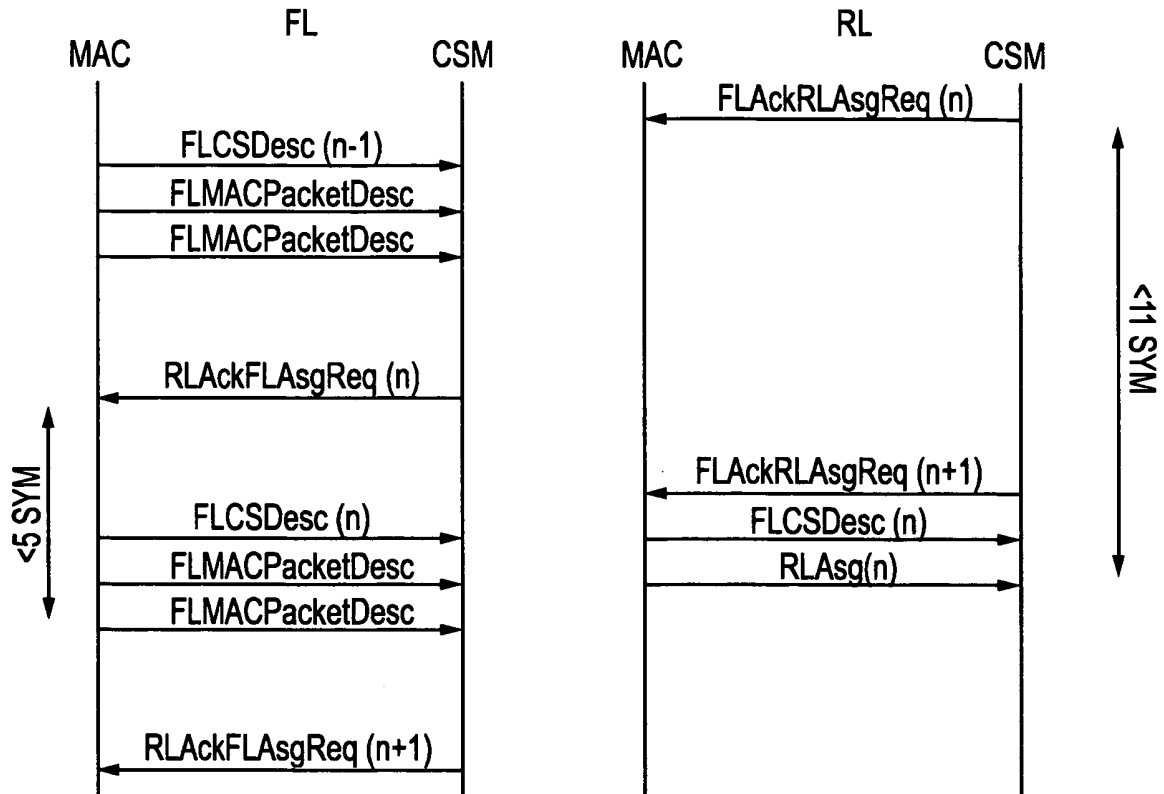 FL
MAC
CSM
FLCSDesc (n-1)
FLMACPacketDesc
FLMACPacketDesc
RLAckFLAsgReq (n)
<5 SYM
FLCSDesc (n)
FLMACPacketDesc
FLMACPacketDesc
RLAckFLAsgReq (n+1)
RL
MAC
CSM
FLAckRLAsgReq (n)
<11 SYM
FLAckRLAsgReq (n+1)
FLCSDesc (n)
RLAsg(n)